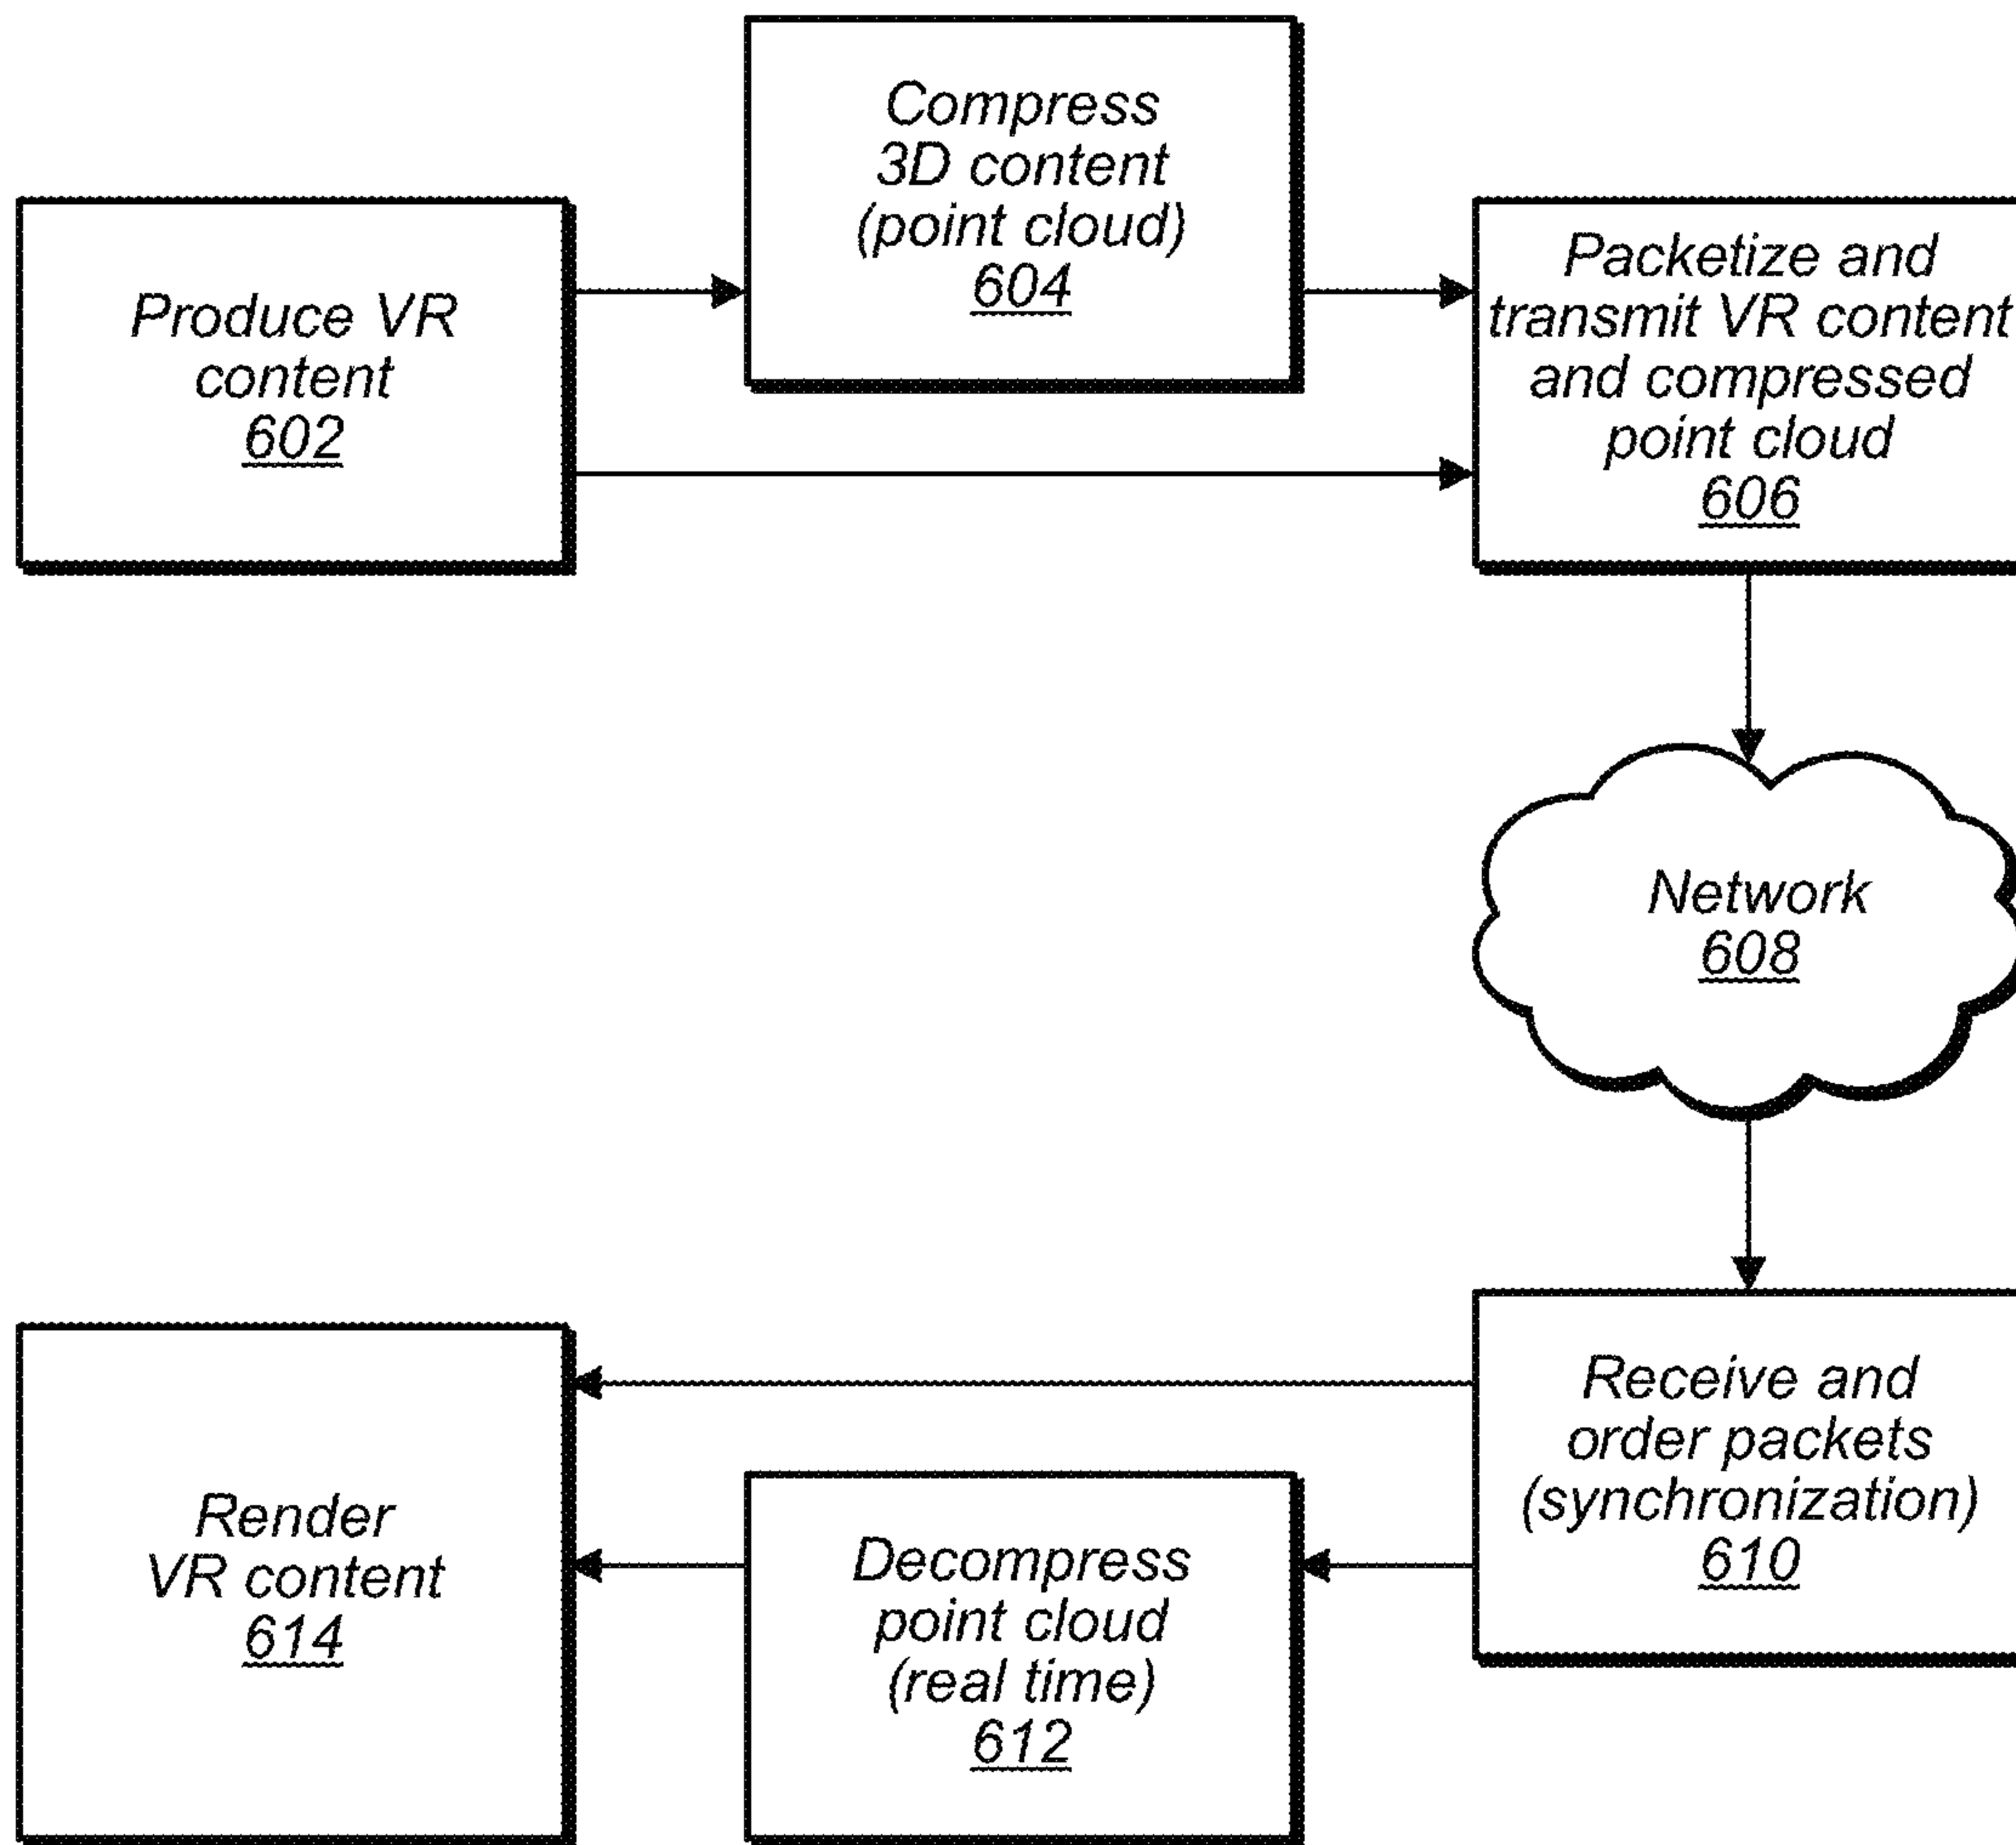 Produce VR
content
602
Compress
3D content
(point cloud)
604
Packetize and
transmit VR content
and compressed
point cloud
606
Network
608
Receive and
order packets
(synchronization)
610
Decompress
point cloud
(real time)
612
Render
VR content
614